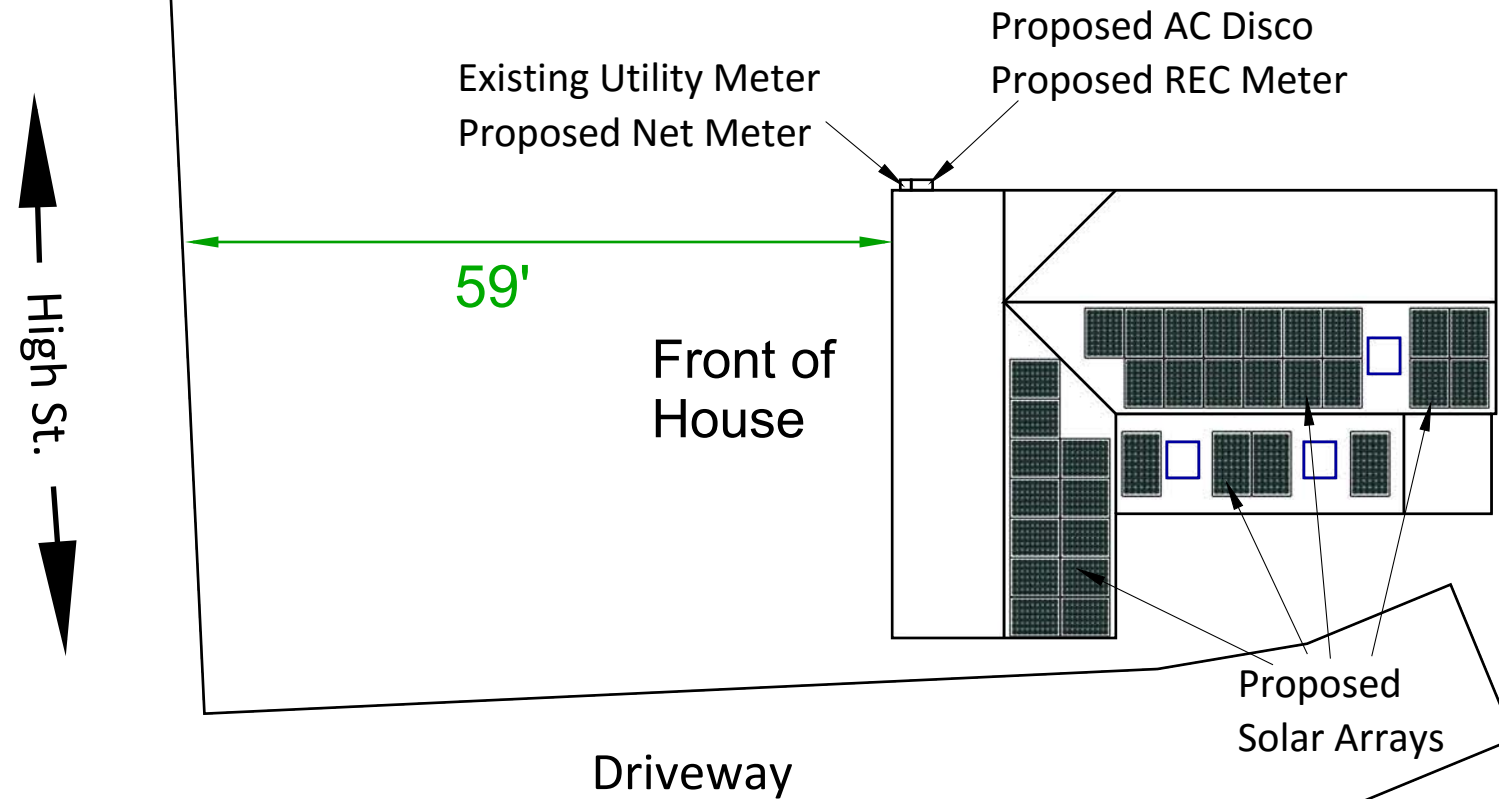 Proposed AC Disco
Proposed REC Meter
Existing Utility Meter
Proposed Net Meter
59'
High St.
Front of
House
Proposed
Solar Arrays
Driveway